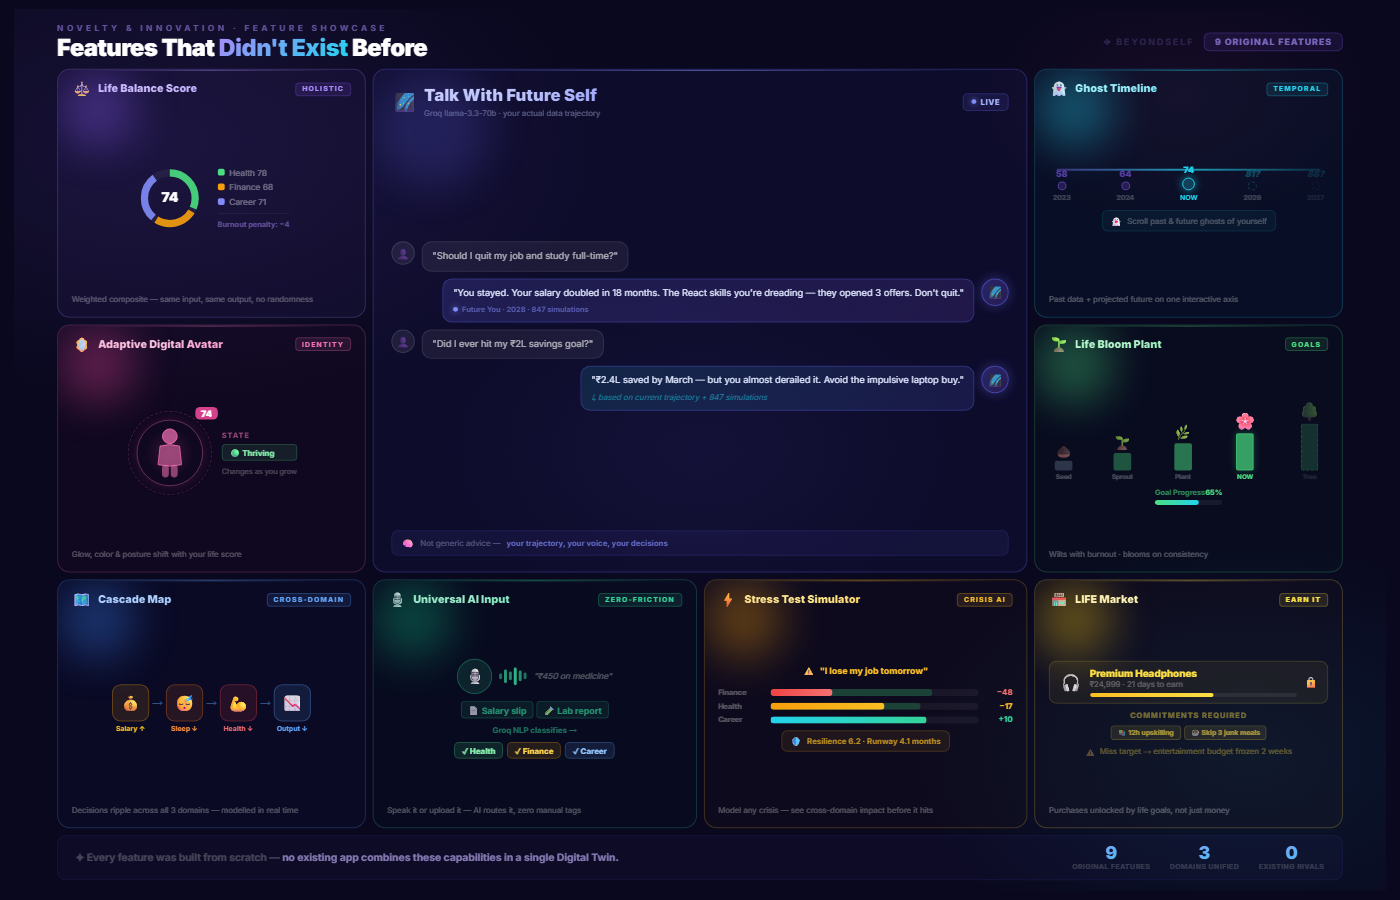 NOVELTY & INNOVATION · FEATURE SHOWCASE
Features That Didn't Exist Before
✦ BEYONDSELF
9 ORIGINAL FEATURES
Life Balance Score
HOLISTIC
74
Health 78
Finance 68
Career 71
Burnout penalty: −4
Weighted composite — same input, same output, no randomness
Talk With Future Self
Groq llama-3.3-70b · your actual data trajectory
LIVE
"Should I quit my job and study full-time?"
"You stayed. Your salary doubled in 18 months. The React skills you're dreading — they opened 3 offers. Don't quit."
Future You · 2028 · 847 simulations
"Did I ever hit my ₹2L savings goal?"
"₹2.4L saved by March — but you almost derailed it. Avoid the impulsive laptop buy."
↳ based on current trajectory + 847 simulations
Not generic advice — your trajectory, your voice, your decisions
Ghost Timeline
TEMPORAL
58
64
74
81?
88?
2023
2024
NOW
2026
2027
Scroll past & future ghosts of yourself
Past data + projected future on one interactive axis
Adaptive Digital Avatar
IDENTITY
74
STATE
Thriving
Changes as you grow
Glow, color & posture shift with your life score
Life Bloom Plant
GOALS
Seed
Sprout
Plant
NOW
Tree
Goal Progress 65%
Wilts with burnout · blooms on consistency
Cascade Map
CROSS-DOMAIN
→ → →
Salary ↑
Sleep ↓
Health ↓
Output ↓
Decisions ripple across all 3 domains — modelled in real time
Universal AI Input
ZERO-FRICTION
"₹450 on medicine"
Salary slip
Lab report
Groq NLP classifies →
✓ Health
✓ Finance
✓ Career
Speak it or upload it — AI routes it, zero manual tags
Stress Test Simulator
CRISIS AI
"I lose my job tomorrow"
Finance −48
Health −17
Career +10
Resilience 6.2 · Runway 4.1 months
Model any crisis — see cross-domain impact before it hits
LIFE Market
EARN IT
Premium Headphones
₹24,999 · 21 days to earn
COMMITMENTS REQUIRED
12h upskilling
Skip 3 junk meals
Miss target → entertainment budget frozen 2 weeks
Purchases unlocked by life goals, not just money
✦ Every feature was built from scratch — no existing app combines these capabilities in a single Digital Twin.
9
ORIGINAL FEATURES
3
DOMAINS UNIFIED
0
EXISTING RIVALS